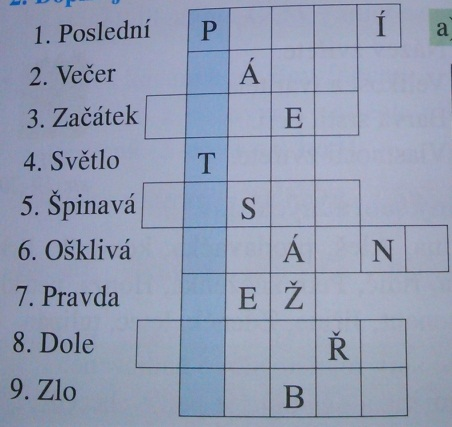 1. Poslední P Í a)
2. Večer Á
3. Začátek E
4. Světlo T
5. Špinavá S
6. Ošklivá Á N
7. Pravda E Ž
8. Dole Ř
9. Zlo B